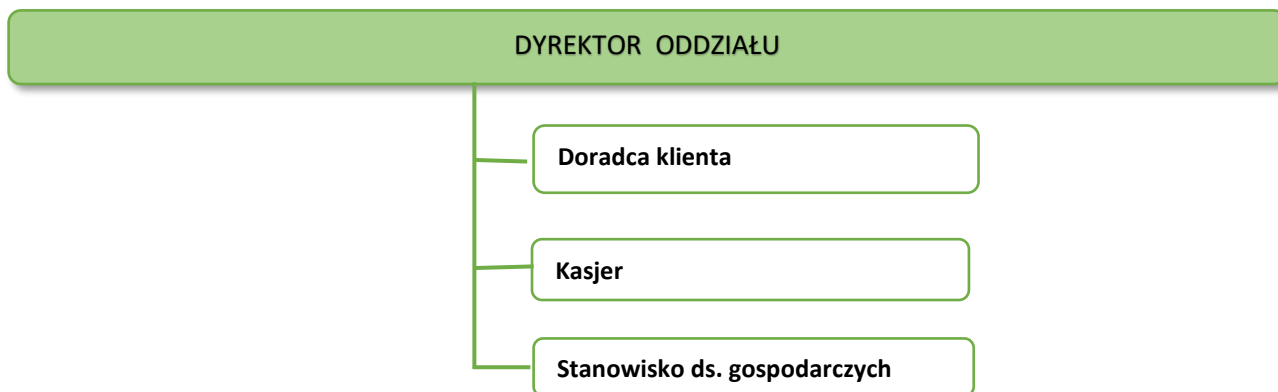 DYREKTOR ODDZIAŁU
Doradca klienta
Kasjer
Stanowisko ds. gospodarczych